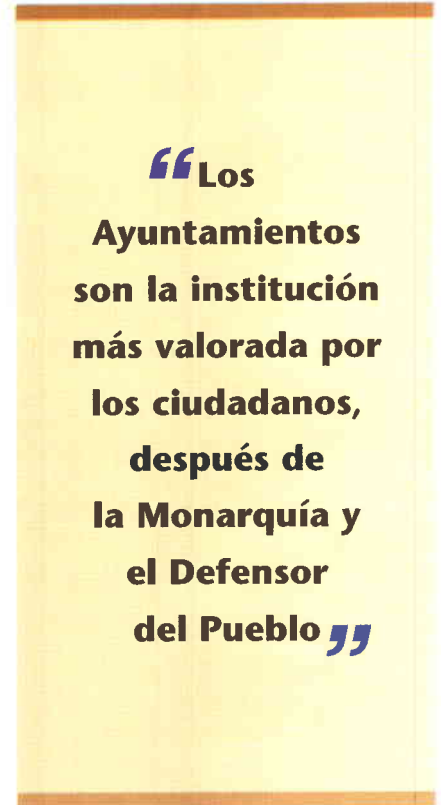 “Los
Ayuntamientos
son la institución
más valorada por
los ciudadanos,
después de
la Monarquía y
el Defensor
del Pueblo”